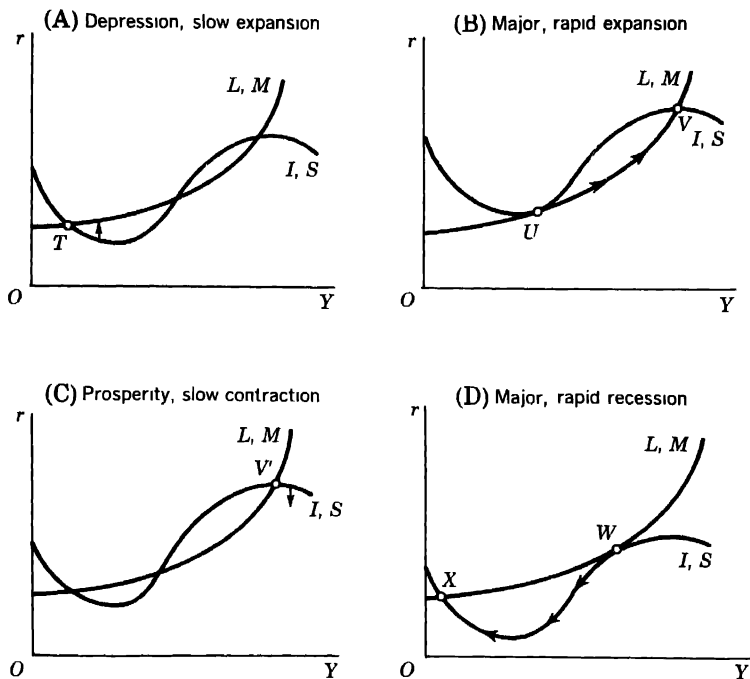 (A) Depression, slow expansion
r
L, M
I, S
T
O
Y
(B) Major, rapid expansion
r
L, M
V
I, S
U
O
Y
(C) Prosperity, slow contraction
r
L, M
V'
I, S
O
Y
(D) Major, rapid recession
r
L, M
W
I, S
X
O
Y